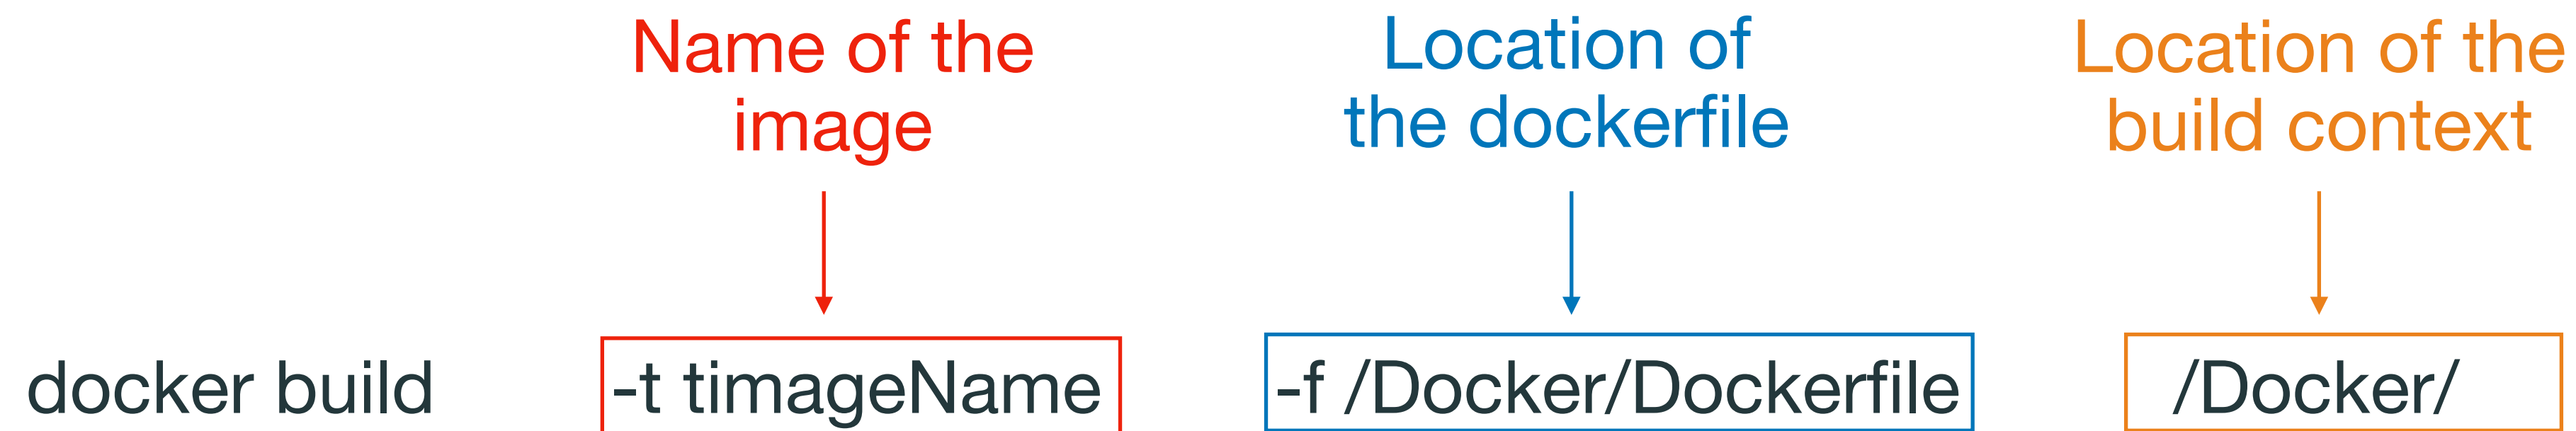 Name of the
image
Location of
the dockerfile
Location of the
build context
docker build -t timageName -f /Docker/Dockerfile /Docker/